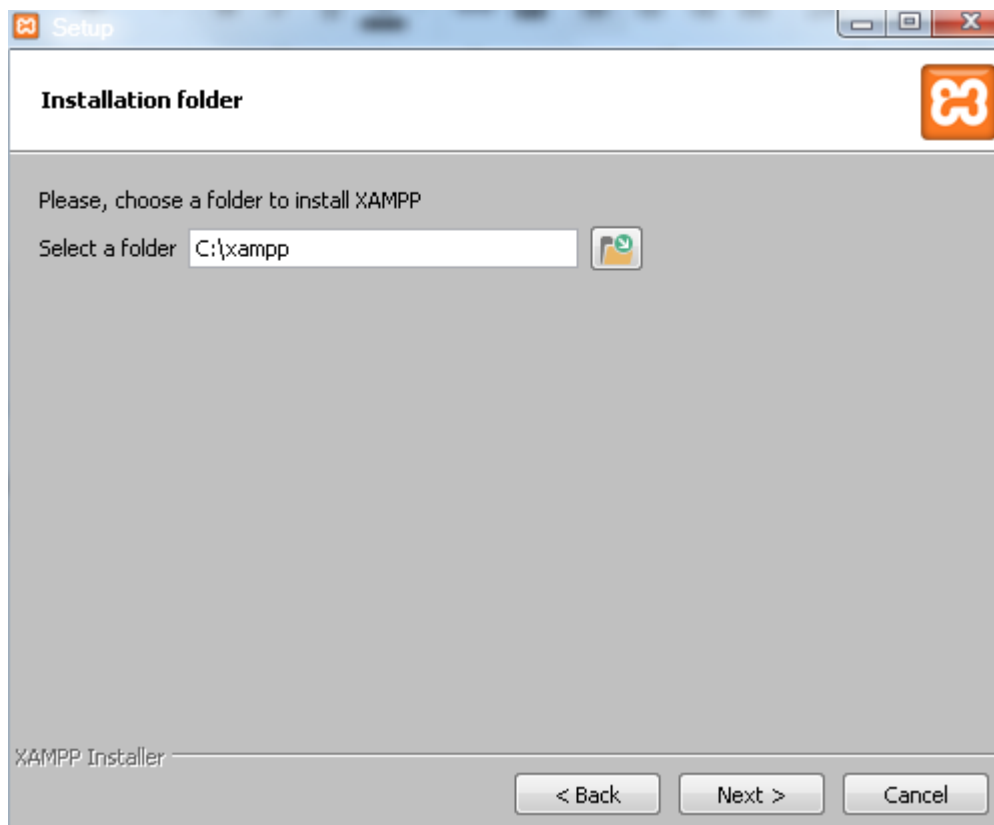 Setup
Installation folder
Please, choose a folder to install XAMPP
Select a folder C:\xampp
XAMPP Installer
< Back Next > Cancel